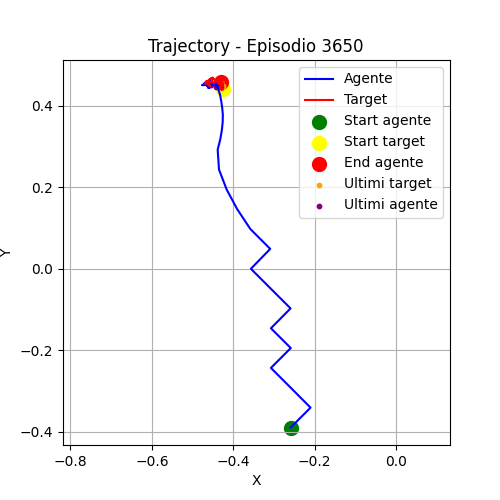 Trajectory - Episodio 3650
Agente
Target
Start agente
Start target
End agente
Ultimi target
Ultimi agente
Y
0.4
0.2
0.0
−0.2
−0.4
−0.8
−0.6
−0.4
−0.2
0.0
X